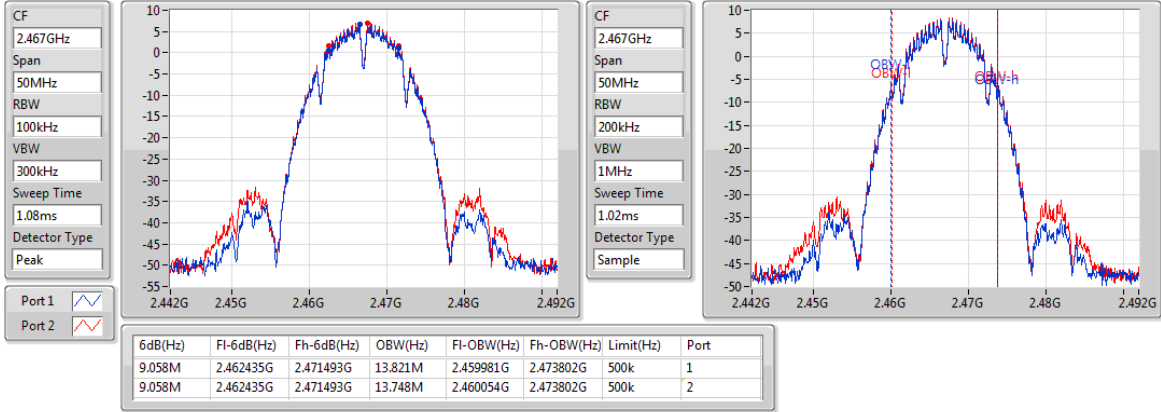 CF
2.467GHz
Span
50MHz
RBW
100kHz
VBW
300kHz
Sweep Time
1.08ms
Detector Type
Peak
Port 1
Port 2
10
5
0
-5
-10
-15
-20
-25
-30
-35
-40
-45
-50
-55
2.442G 2.45G 2.46G 2.47G 2.48G 2.492G
CF
2.467GHz
Span
50MHz
RBW
200kHz
VBW
1MHz
Sweep Time
1.02ms
Detector Type
Sample
10
5
0
-5
-10
-15
-20
-25
-30
-35
-40
-45
-50
OBW-l
OBW-h
OBW-h
2.442G 2.45G 2.46G 2.47G 2.48G 2.492G
6dB(Hz) Fl-6dB(Hz) Fh-6dB(Hz) OBW(Hz) Fl-OBW(Hz) Fh-OBW(Hz) Limit(Hz) Port
9.058M 2.462435G 2.471493G 13.821M 2.459981G 2.473802G 500k 1
9.058M 2.462435G 2.471493G 13.748M 2.460054G 2.473802G 500k 2